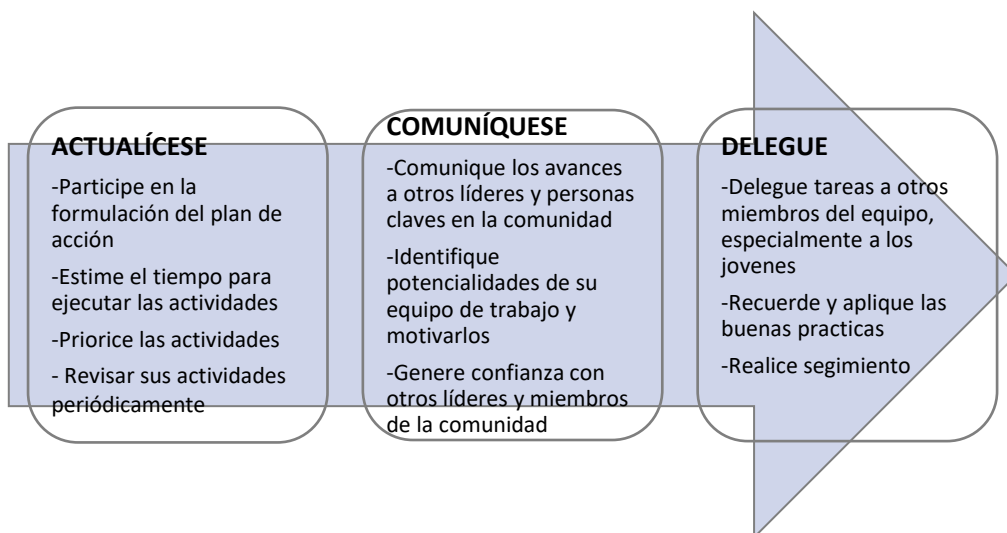 ACTUALÍCESE
-Participe en la
formulación del plan de
acción
-Estime el tiempo para
ejecutar las actividades
-Priorice las actividades
- Revisar sus actividades
periódicamente
COMUNÍQUESE
-Comunique los avances
a otros líderes y personas
claves en la comunidad
-Identifique
potencialidades de su
equipo de trabajo y
motivarlos
-Genere confianza con
otros líderes y miembros
de la comunidad
DELEGUE
-Delegue tareas a otros
miembros del equipo,
especialmente a los
jovenes
-Recuerde y aplique las
buenas practicas
-Realice segimiento